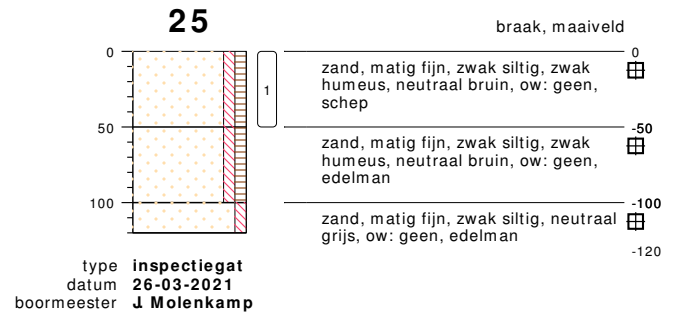 25
braak, maaiveld
0
0
zand, matig fijn, zwak siltig, zwak
humeus, neutraal bruin, ow: geen,
schep
1
50
-50
zand, matig fijn, zwak siltig, zwak
humeus, neutraal bruin, ow: geen,
edelman
100
-100
zand, matig fijn, zwak siltig, neutraal
grijs, ow: geen, edelman
-120
type inspectiegat
datum 26-03-2021
boormeester J. Molenkamp